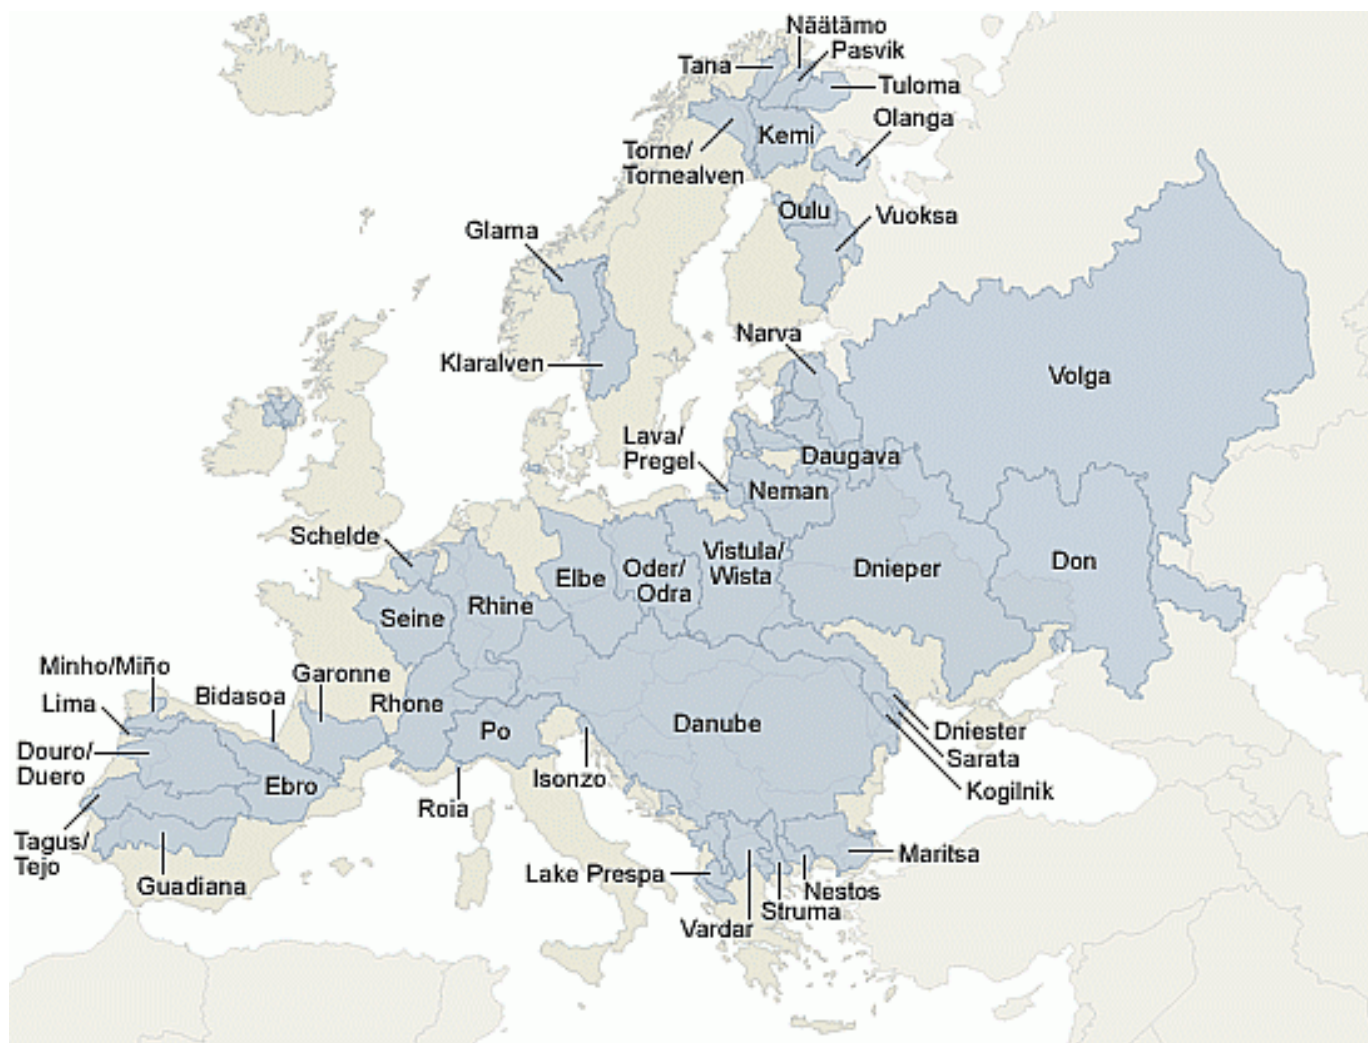 Näätämo
Pasvik
Tana
Tuloma
Olanga
Kemi
Torne/
Tornealven
Oulu
Vuoksa
Glama
Narva
Klaralven
Volga
Lava/
Pregel
Daugava
Neman
Schelde
Vistula/
Wista
Dnieper
Don
Elbe
Oder/
Odra
Rhine
Seine
Minho/Miño
Garonne
Bidasoa
Lima
Rhone
Po
Danube
Dniester
Sarata
Kogilnik
Douro/
Duero
Isonzo
Ebro
Roia
Tagus/
Tejo
Guadiana
Maritsa
Lake Prespa
Nestos
Struma
Vardar